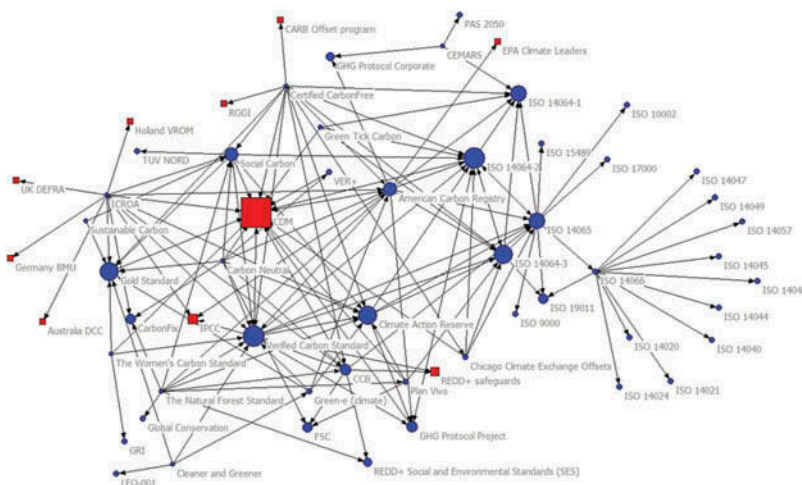 PAS 2050
CARB Offset program
EPA Climate Leaders
CEMARS
GHG Protocol Corporate
Certified CarbonFree
ISO 14064-1
RGGI
ISO 10002
Holland VROM
Green Tick Carbon
ISO 15489
TUV NORD
Social Carbon
ISO 14064-2
ISO 17000
VER+
ISO 14047
UK DEFRA
ICROA
American Carbon Registry
ISO 14049
CDM
Sustainable Carbon
ISO 14065
ISO 14057
Germany BMU
Gold Standard
Carbon Neutral
ISO 14064-3
ISO 14066
ISO 14045
ISO 19011
ISO 14044
Australia DCC
CarbonFix
IPCC
Climate Action Reserve
ISO 9000
Verified Carbon Standard
ISO 14020
ISO 14040
The Women's Carbon Standard
Chicago Climate Exchange Offsets
CCB
REDD+ safeguards
ISO 14021
The Natural Forest Standard
Green-e (climate)
Plan Vivo
ISO 14024
Global Conservation
FSC
GHG Protocol Project
GRI
Cleaner and Greener
REDD+ Social and Environmental Standards (SES)
LEO-001